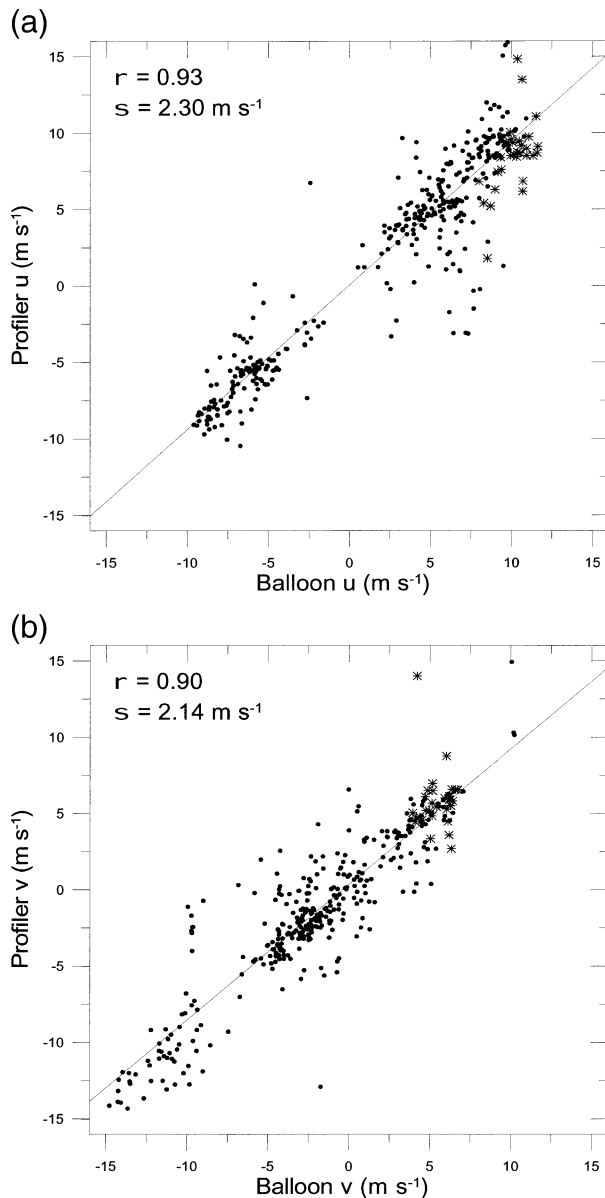 (a)
r = 0.93
s = 2.30 m s-1
15
10
5
0
-5
-10
-15
Profiler u (m s-1)
-15 -10 -5 0 5 10 15
Balloon u (m s-1)
(b)
r = 0.90
s = 2.14 m s-1
15
10
5
0
-5
-10
-15
Profiler v (m s-1)
-15 -10 -5 0 5 10 15
Balloon v (m s-1)